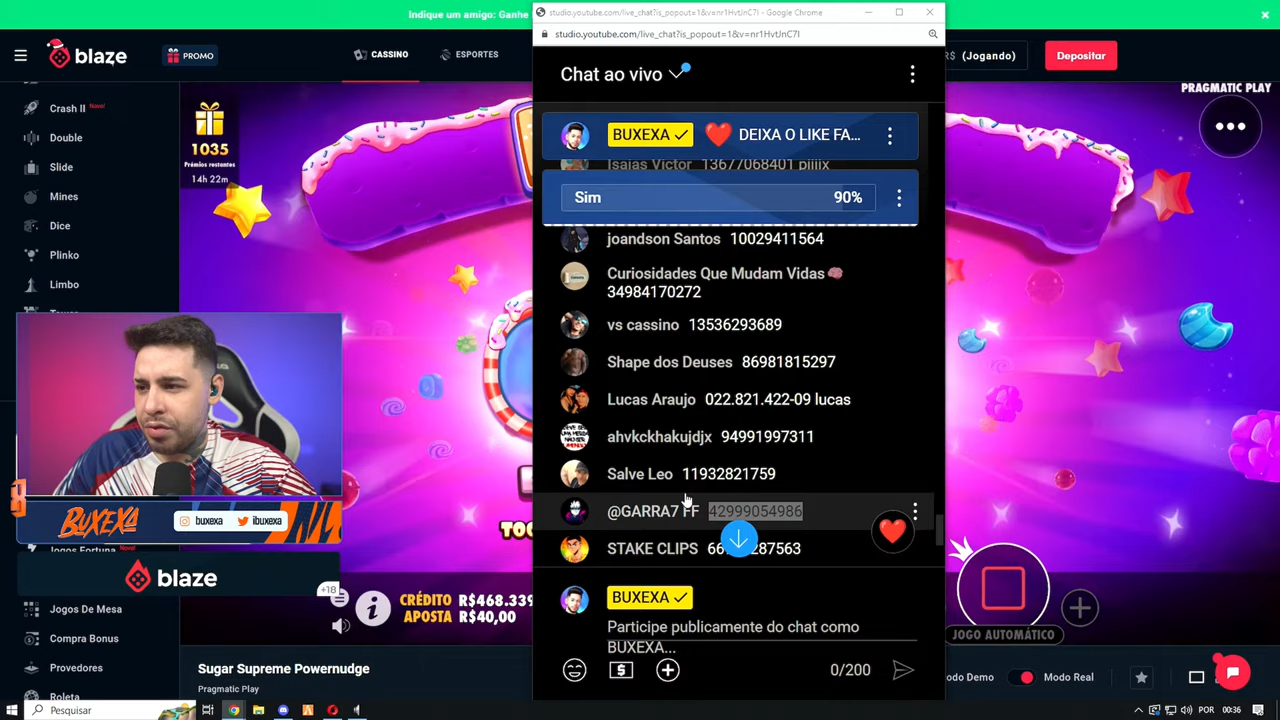 Indique um amigo: Ganhe
studio.youtube.com/live_chat?is_popout=1&v=nr1HvtJnC7I - Google Chrome
studio.youtube.com/live_chat?is_popout=1&v=nr1HvtJnC7I
blaze
PROMO
CASSINO
ESPORTES
R$ (Jogando)
Depositar
Chat ao vivo
PRAGMATIC PLAY
Crash II Novo!
Double
Slide
Mines
Dice
Plinko
Limbo
1035
Prêmios restantes
14h 22m
BUXEXA
DEIXA O LIKE FA...
Isaias Victor 13677068401 piiiix
Sim 90%
joandson Santos 10029411564
Curiosidades Que Mudam Vidas
34984170272
vs cassino 13536293689
Shape dos Deuses 86981815297
Lucas Araujo 022.821.422-09 lucas
ahvkckhakujdjx 94991997311
Salve Leo 11932821759
@GARRA7 FF 42999054986
STAKE CLIPS 287563
BUXEXA
Participe publicamente do chat como
BUXEXA...
0/200
BUXEXA
buxexa
ibuxexa
blaze
+18
Jogos De Mesa
Compra Bonus
Provedores
Roleta
CRÉDITO R$468.339
APOSTA R$40,00
JOGO AUTOMÁTICO
Sugar Supreme Powernudge
Pragmatic Play
odo Demo
Modo Real
Pesquisar
POR
00:36